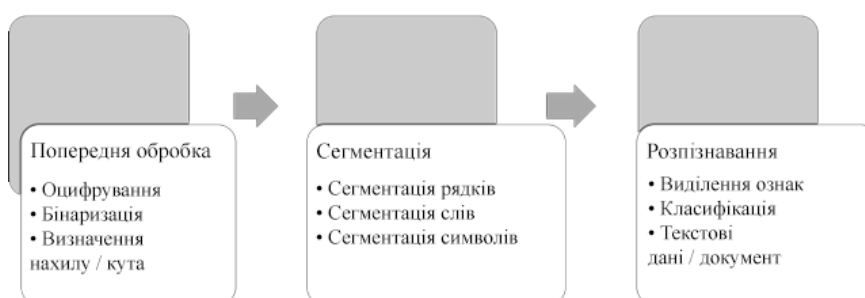 Попередня обробка
• Оцифрування
• Бінаризація
• Визначення
нахилу / кута
Сегментація
• Сегментація рядків
• Сегментація слів
• Сегментація символів
Розпізнавання
• Виділення ознак
• Класифікація
• Текстові
дані / документ